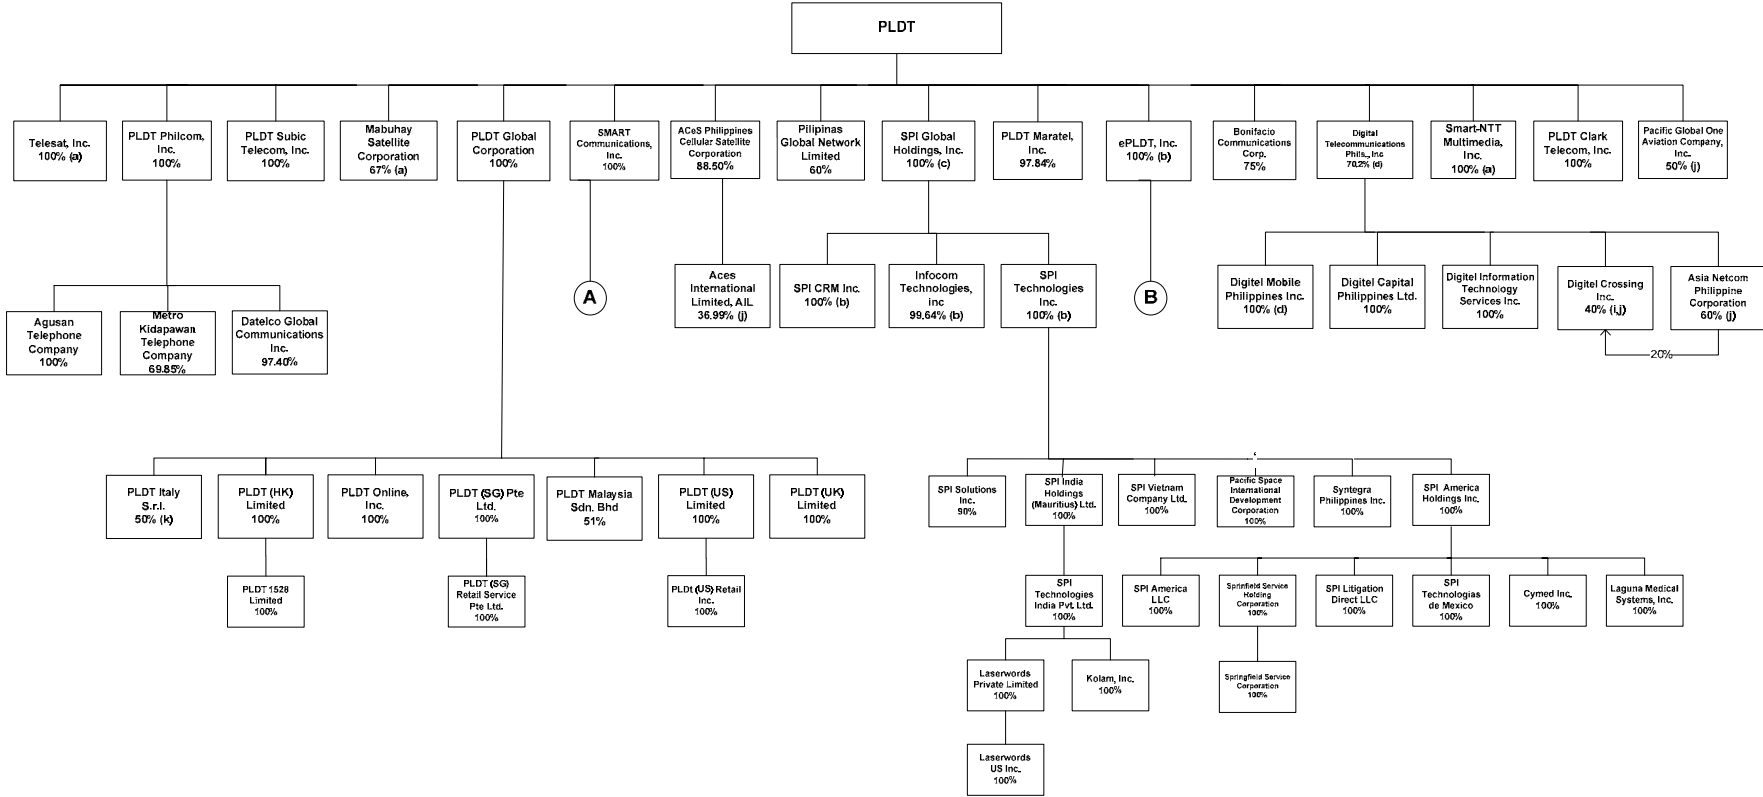 PLDT
Telesat, Inc.
100% (a)
PLDT Philcom,
Inc.
100%
PLDT Subic
Telecom, Inc.
100%
Mabuhay
Satellite
Corporation
67% (a)
PLDT Global
Corporation
100%
SMART
Communications,
Inc.
100%
ACeS Philippines
Cellular Satellite
Corporation
88.50%
Pilipinas
Global Network
Limited
60%
SPI Global
Holdings, Inc.
100% (c)
PLDT Maratel,
Inc.
97.84%
ePLDT, Inc.
100% (b)
Bonifacio
Communications
Corp.
75%
Digital
Telecommunications
Phils., Inc
70.2% (d)
Smart-NTT
Multimedia,
Inc.
100% (a)
PLDT Clark
Telecom, Inc.
100%
Pacific Global One
Aviation Company,
Inc.
50% (j)
Agusan
Telephone
Company
100%
Metro
Kidapawan
Telephone
Company
69.85%
Datelco Global
Communications
Inc.
97.40%
A
Aces
International
Limited, AIL
36.99% (j)
SPI CRM Inc.
100% (b)
Infocom
Technologies,
inc
99.64% (b)
SPI
Technologies
Inc.
100% (b)
B
Digitel Mobile
Philippines Inc.
100% (d)
Digitel Capital
Philippines Ltd.
100%
Digitel Information
Technology
Services Inc.
100%
Digitel Crossing
Inc.
40% (i,j)
Asia Netcom
Philippine
Corporation
60% (j)
20%
PLDT Italy
S.r.l.
50% (k)
PLDT (HK)
Limited
100%
PLDT Online,
Inc.
100%
PLDT (SG) Pte
Ltd.
100%
PLDT Malaysia
Sdn. Bhd
51%
PLDT (US)
Limited
100%
PLDT (UK)
Limited
100%
PLDT 1528
Limited
100%
PLDT (SG)
Retail Service
Pte Ltd.
100%
PLDt (US) Retail
Inc.
100%
SPI Solutions
Inc.
90%
SPI India
Holdings
(Mauritius) Ltd.
100%
SPI Vietnam
Company Ltd.
100%
Pacific Space
International
Development
Corporation
100%
Syntegra
Philippines Inc.
100%
SPI America
Holdings Inc.
100%
SPI
Technologies
India Pvt. Ltd.
100%
SPI America
LLC
100%
Sprinfield Service
Holding
Corporation
100%
SPI Litigation
Direct LLC
100%
SPI
Technologias
de Mexico
100%
Cymed Inc.
100%
Laguna Medical
Systems, Inc.
100%
Laserwords
Private Limited
100%
Kolam, Inc.
100%
Springfield Service
Corporation
100%
Laserwords
US Inc.
100%